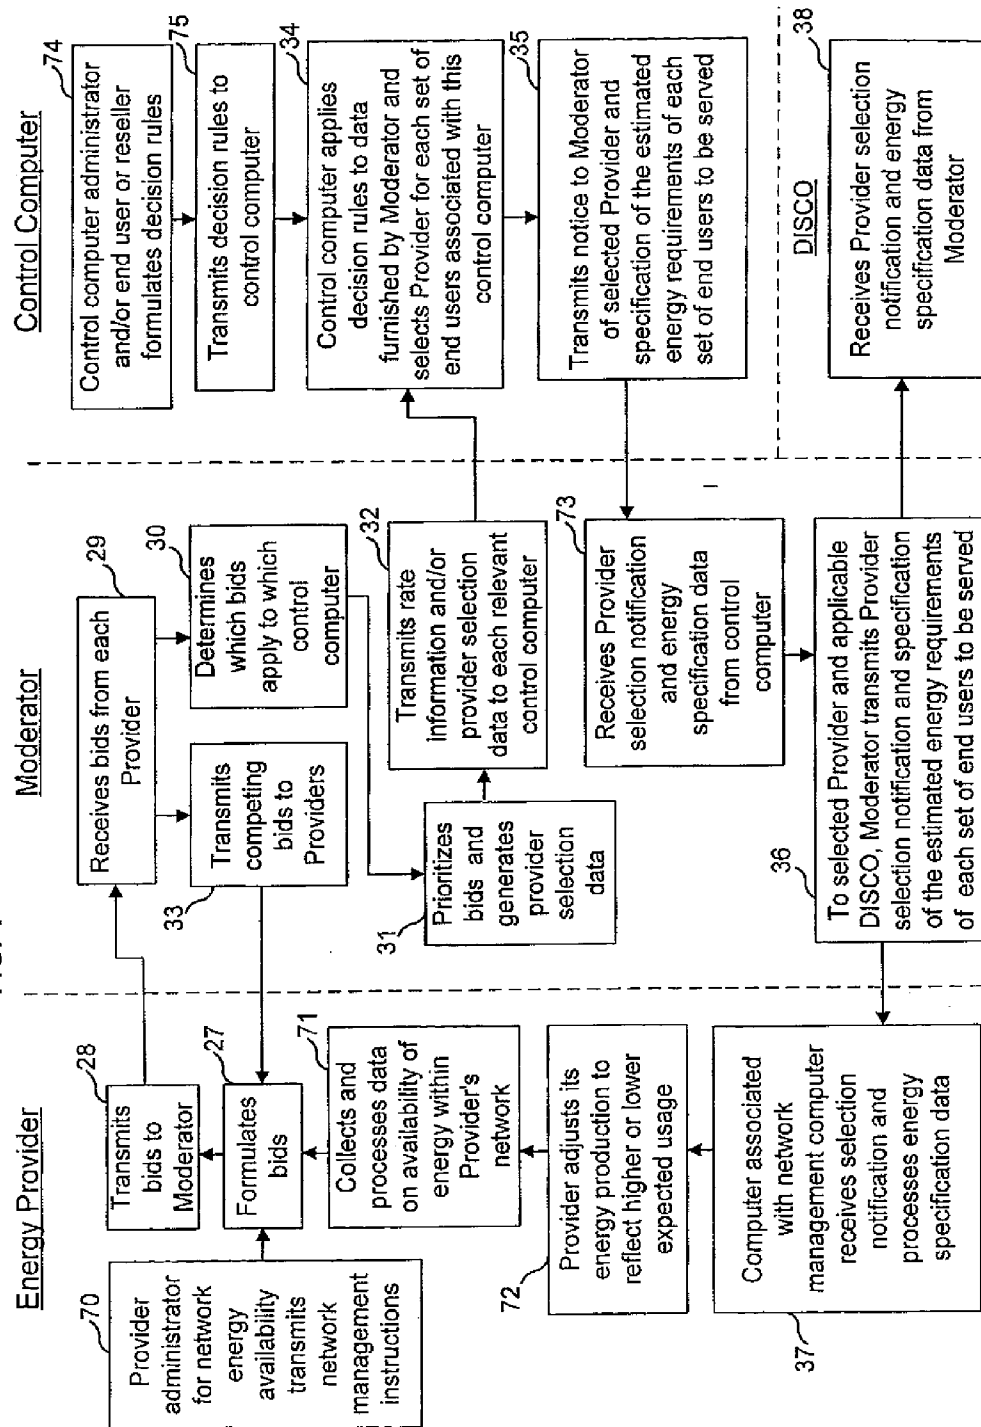 Energy Provider
70
Provider
administrator
for network
energy
availability
transmits
network
management
instructions
28
Transmits
bids to
Moderator
27
Formulates
bids
71
Collects and
processes data
on availability of
energy within
Provider's
network
72
Provider adjusts its
energy production to
reflect higher or lower
expected usage
37
Computer associated
with network
management computer
receives selection
notification and
processes energy
specification data
Moderator
29
Receives bids from each
Provider
33
Transmits
competing
bids to
Providers
30
Determines
which bids
apply to which
control
computer
31
Prioritizes
bids and
generates
provider
selection
data
32
Transmits rate
information and/or
provider selection
data to each relevant
control computer
73
Receives Provider
selection notification
and energy
specification data
from control
computer
36
To selected Provider and applicable
DISCO, Moderator transmits Provider
selection notification and specification
of the estimated energy requirements
of each set of end users to be served
Control Computer
74
Control computer administrator
and/or end user or reseller
formulates decision rules
75
Transmits decision rules to
control computer
34
Control computer applies
decision rules to data
furnished by Moderator and
selects Provider for each set of
end users associated with this
control computer
35
Transmits notice to Moderator
of selected Provider and
specification of the estimated
energy requirements of each
set of end users to be served
DISCO
38
Receives Provider selection
notification and energy
specification data from
Moderator